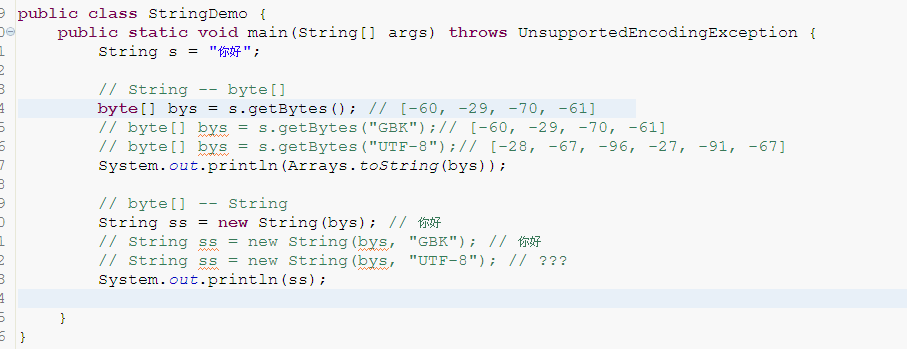 9 public class StringDemo {
0 public static void main(String[] args) throws UnsupportedEncodingException {
1 String s = "你好";
2
3 // String -- byte[]
4 byte[] bys = s.getBytes(); // [-60, -29, -70, -61]
5 // byte[] bys = s.getBytes("GBK");// [-60, -29, -70, -61]
6 // byte[] bys = s.getBytes("UTF-8");// [-28, -67, -96, -27, -91, -67]
7 System.out.println(Arrays.toString(bys));
8
9 // byte[] -- String
0 String ss = new String(bys); // 你好
1 // String ss = new String(bys, "GBK"); // 你好
2 // String ss = new String(bys, "UTF-8"); // ???
3 System.out.println(ss);
4
5 }
6 }